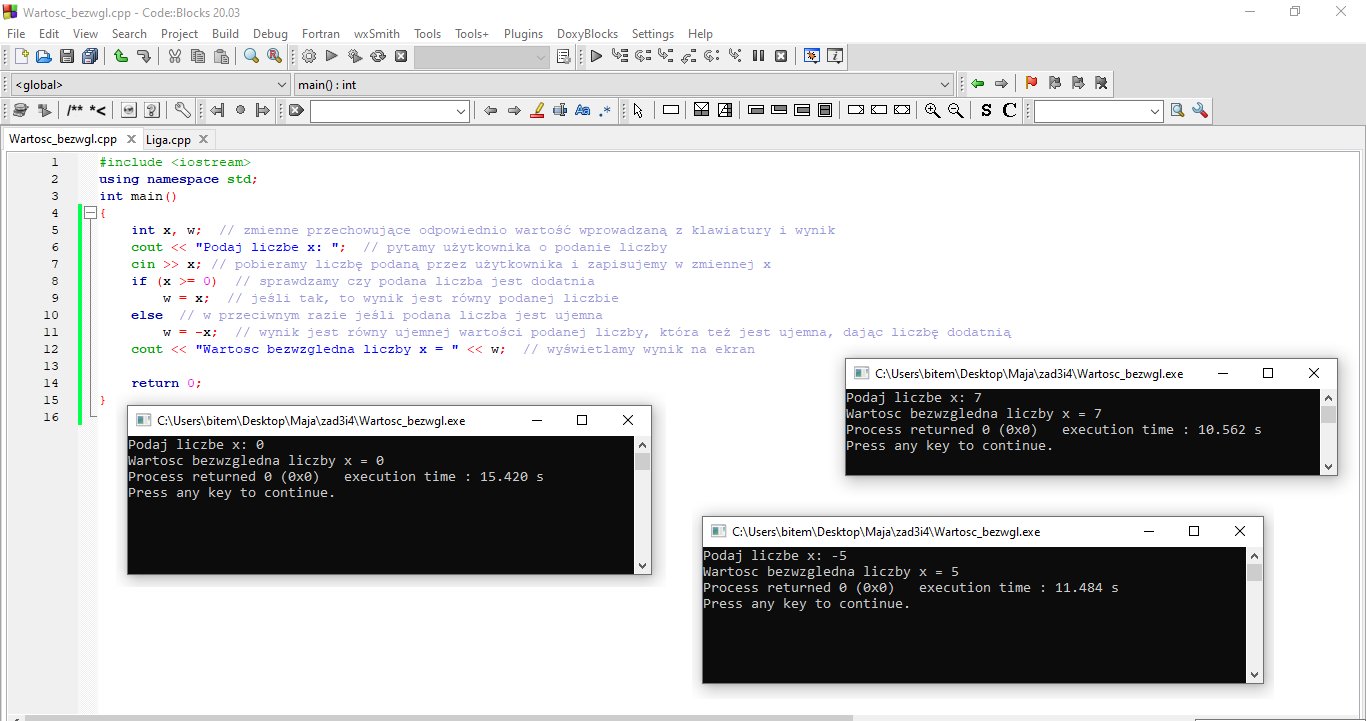 Wartosc_bezwgl.cpp - Code::Blocks 20.03
File Edit View Search Project Build Debug Fortran wxSmith Tools Tools+ Plugins DoxyBlocks Settings Help
<global> main() : int
/** *< Aa .* S C
Wartosc_bezwgl.cpp Liga.cpp
1 #include <iostream>
2 using namespace std;
3 int main()
4 {
5 int x, w; // zmienne przechowujące odpowiednio wartość wprowadzaną z klawiatury i wynik
6 cout << "Podaj liczbe x: "; // pytamy użytkownika o podanie liczby
7 cin >> x; // pobieramy liczbę podaną przez użytkownika i zapisujemy w zmiennej x
8 if (x >= 0) // sprawdzamy czy podana liczba jest dodatnia
9 w = x; // jeśli tak, to wynik jest równy podanej liczbie
10 else // w przeciwnym razie jeśli podana liczba jest ujemna
11 w = -x; // wynik jest równy ujemnej wartości podanej liczby, która też jest ujemna, dając liczbę dodatnią
12 cout << "Wartosc bezwzgledna liczby x = " << w; // wyświetlamy wynik na ekran
13
14 return 0;
15 }
16
C:\Users\bitem\Desktop\Maja\zad3i4\Wartosc_bezwgl.exe
Podaj liczbe x: 7
Wartosc bezwzgledna liczby x = 7
Process returned 0 (0x0) execution time : 10.562 s
Press any key to continue.
C:\Users\bitem\Desktop\Maja\zad3i4\Wartosc_bezwgl.exe
Podaj liczbe x: 0
Wartosc bezwzgledna liczby x = 0
Process returned 0 (0x0) execution time : 15.420 s
Press any key to continue.
C:\Users\bitem\Desktop\Maja\zad3i4\Wartosc_bezwgl.exe
Podaj liczbe x: -5
Wartosc bezwzgledna liczby x = 5
Process returned 0 (0x0) execution time : 11.484 s
Press any key to continue.